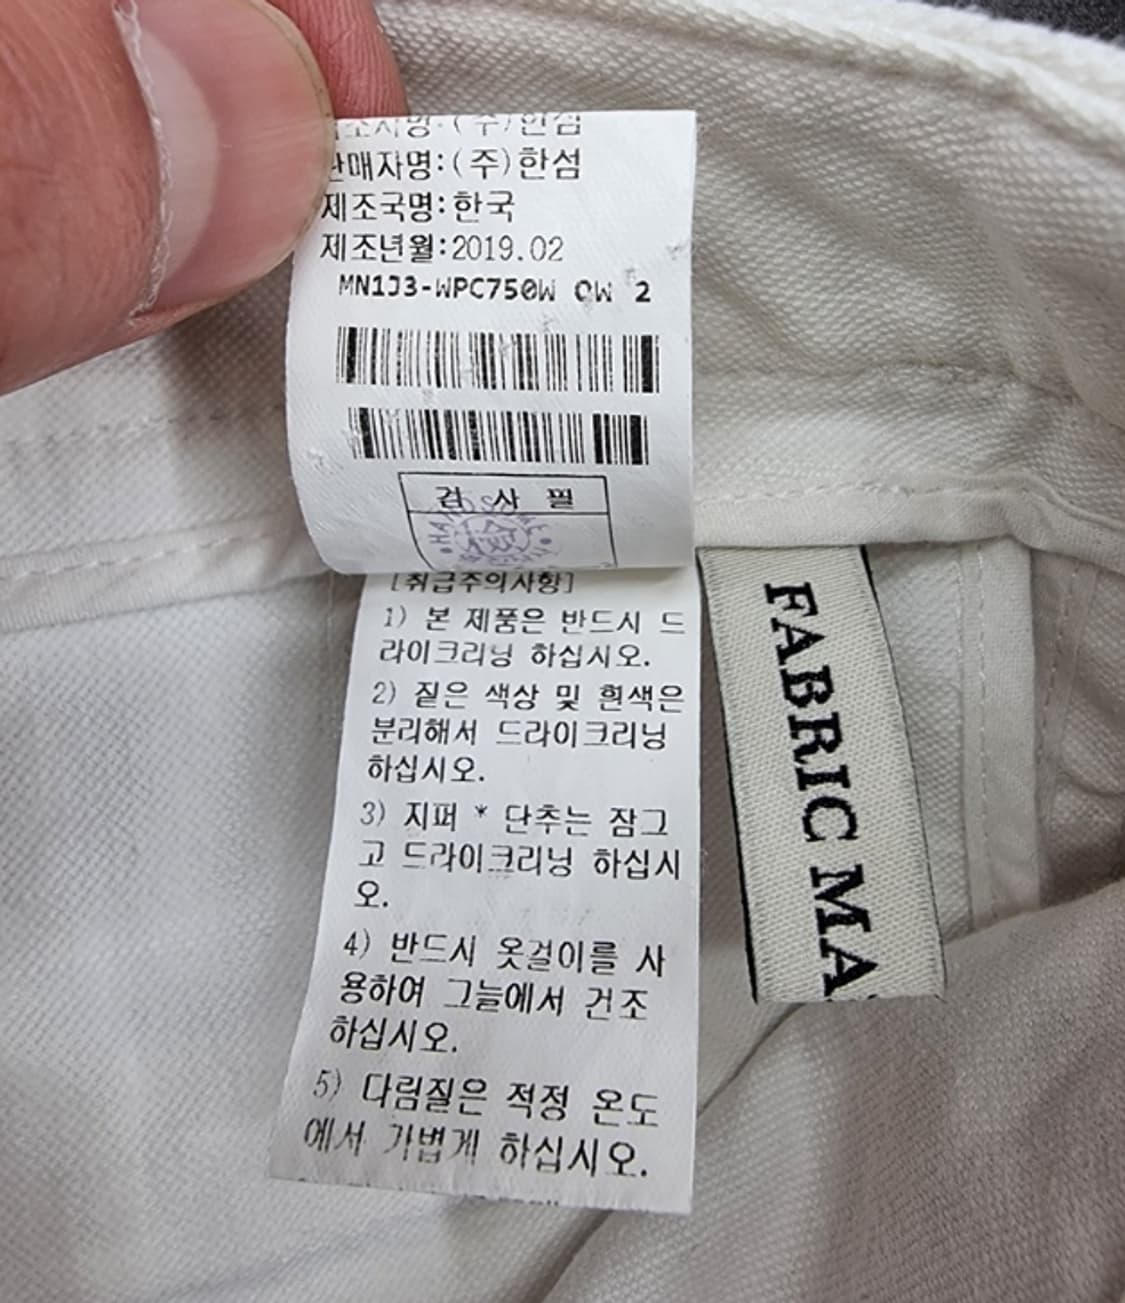 제조자명:(주)한섬
판매자명:(주)한섬
제조국명:한국
제조년월:2019.02
MN1J3-WPC750W OW 2
검 사 필
[취급주의사항]
1) 본 제품은 반드시 드
라이크리닝 하십시오.
2) 짙은 색상 및 흰색은
분리해서 드라이크리닝
하십시오.
3) 지퍼 * 단추는 잠그
고 드라이크리닝 하십시
오.
4) 반드시 옷걸이를 사
용하여 그늘에서 건조
하십시오.
5) 다림질은 적정 온도
에서 가볍게 하십시오.
FABRIC MA